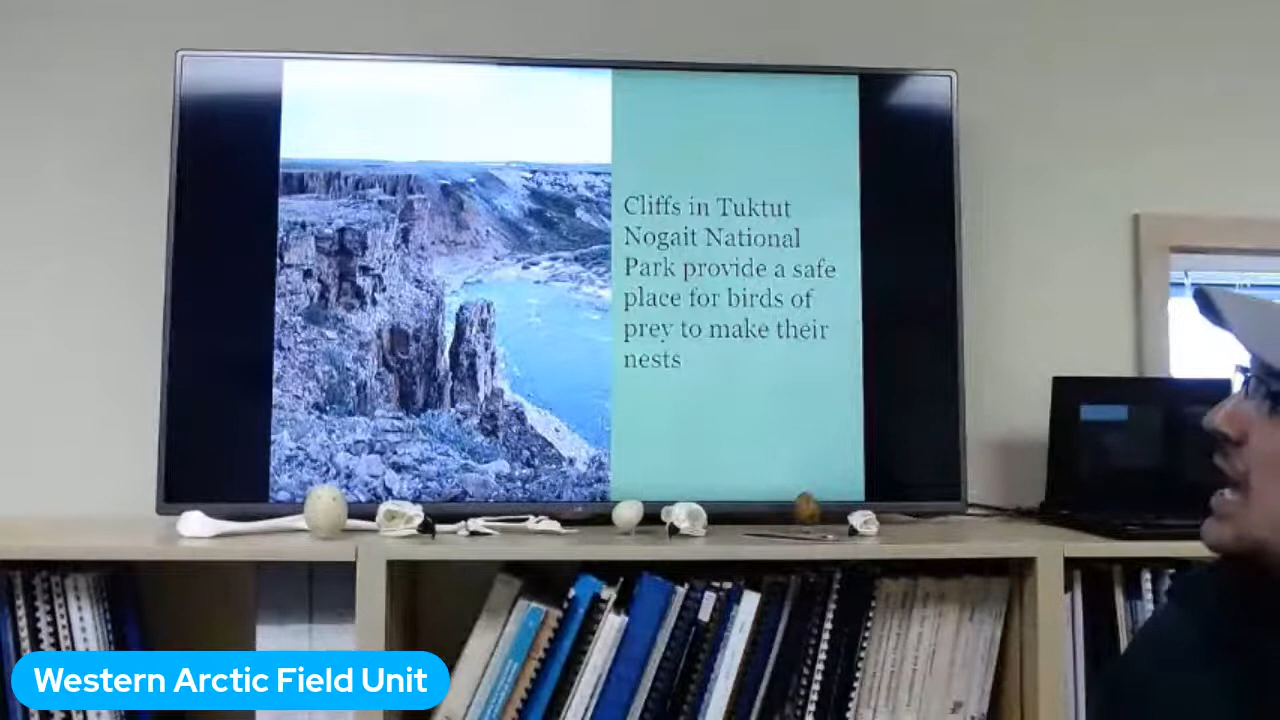 Cliffs in Tuktut
Nogait National
Park provide a safe
place for birds of
prey to make their
nests
Western Arctic Field Unit